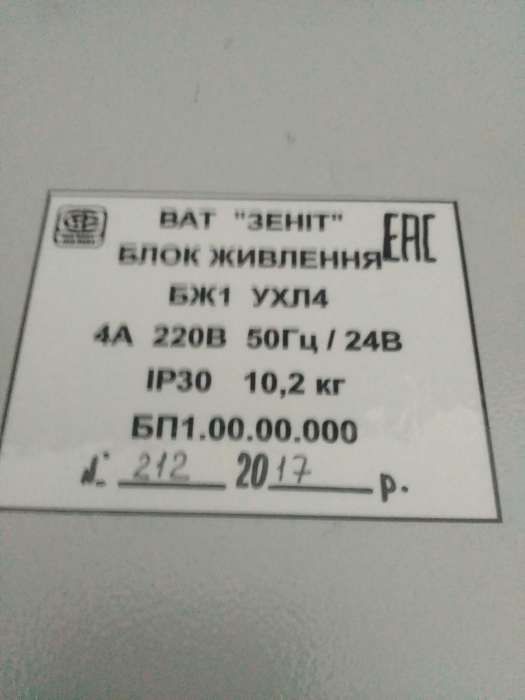 ВАТ "ЗЕНІТ"
EAC
БЛОК ЖИВЛЕННЯ
БЖ1 УХЛ4
4А 220В 50Гц / 24В
IP30 10,2 кг
БП1.00.00.000
№ 212 2017 р.